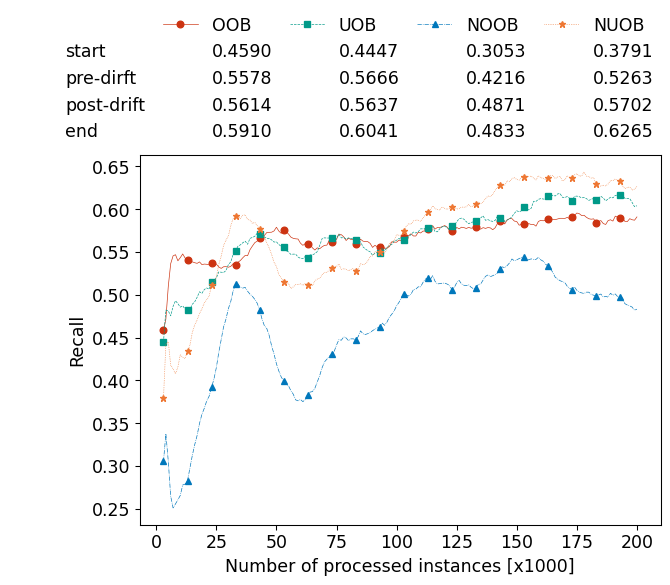 OOB UOB NOOB NUOB
start 0.4590 0.4447 0.3053 0.3791
pre-dirft 0.5578 0.5666 0.4216 0.5263
post-drift 0.5614 0.5637 0.4871 0.5702
end 0.5910 0.6041 0.4833 0.6265
0.65
0.60
0.55
0.50
0.45
0.40
0.35
0.30
0.25
Recall
0 25 50 75 100 125 150 175 200
Number of processed instances [x1000]